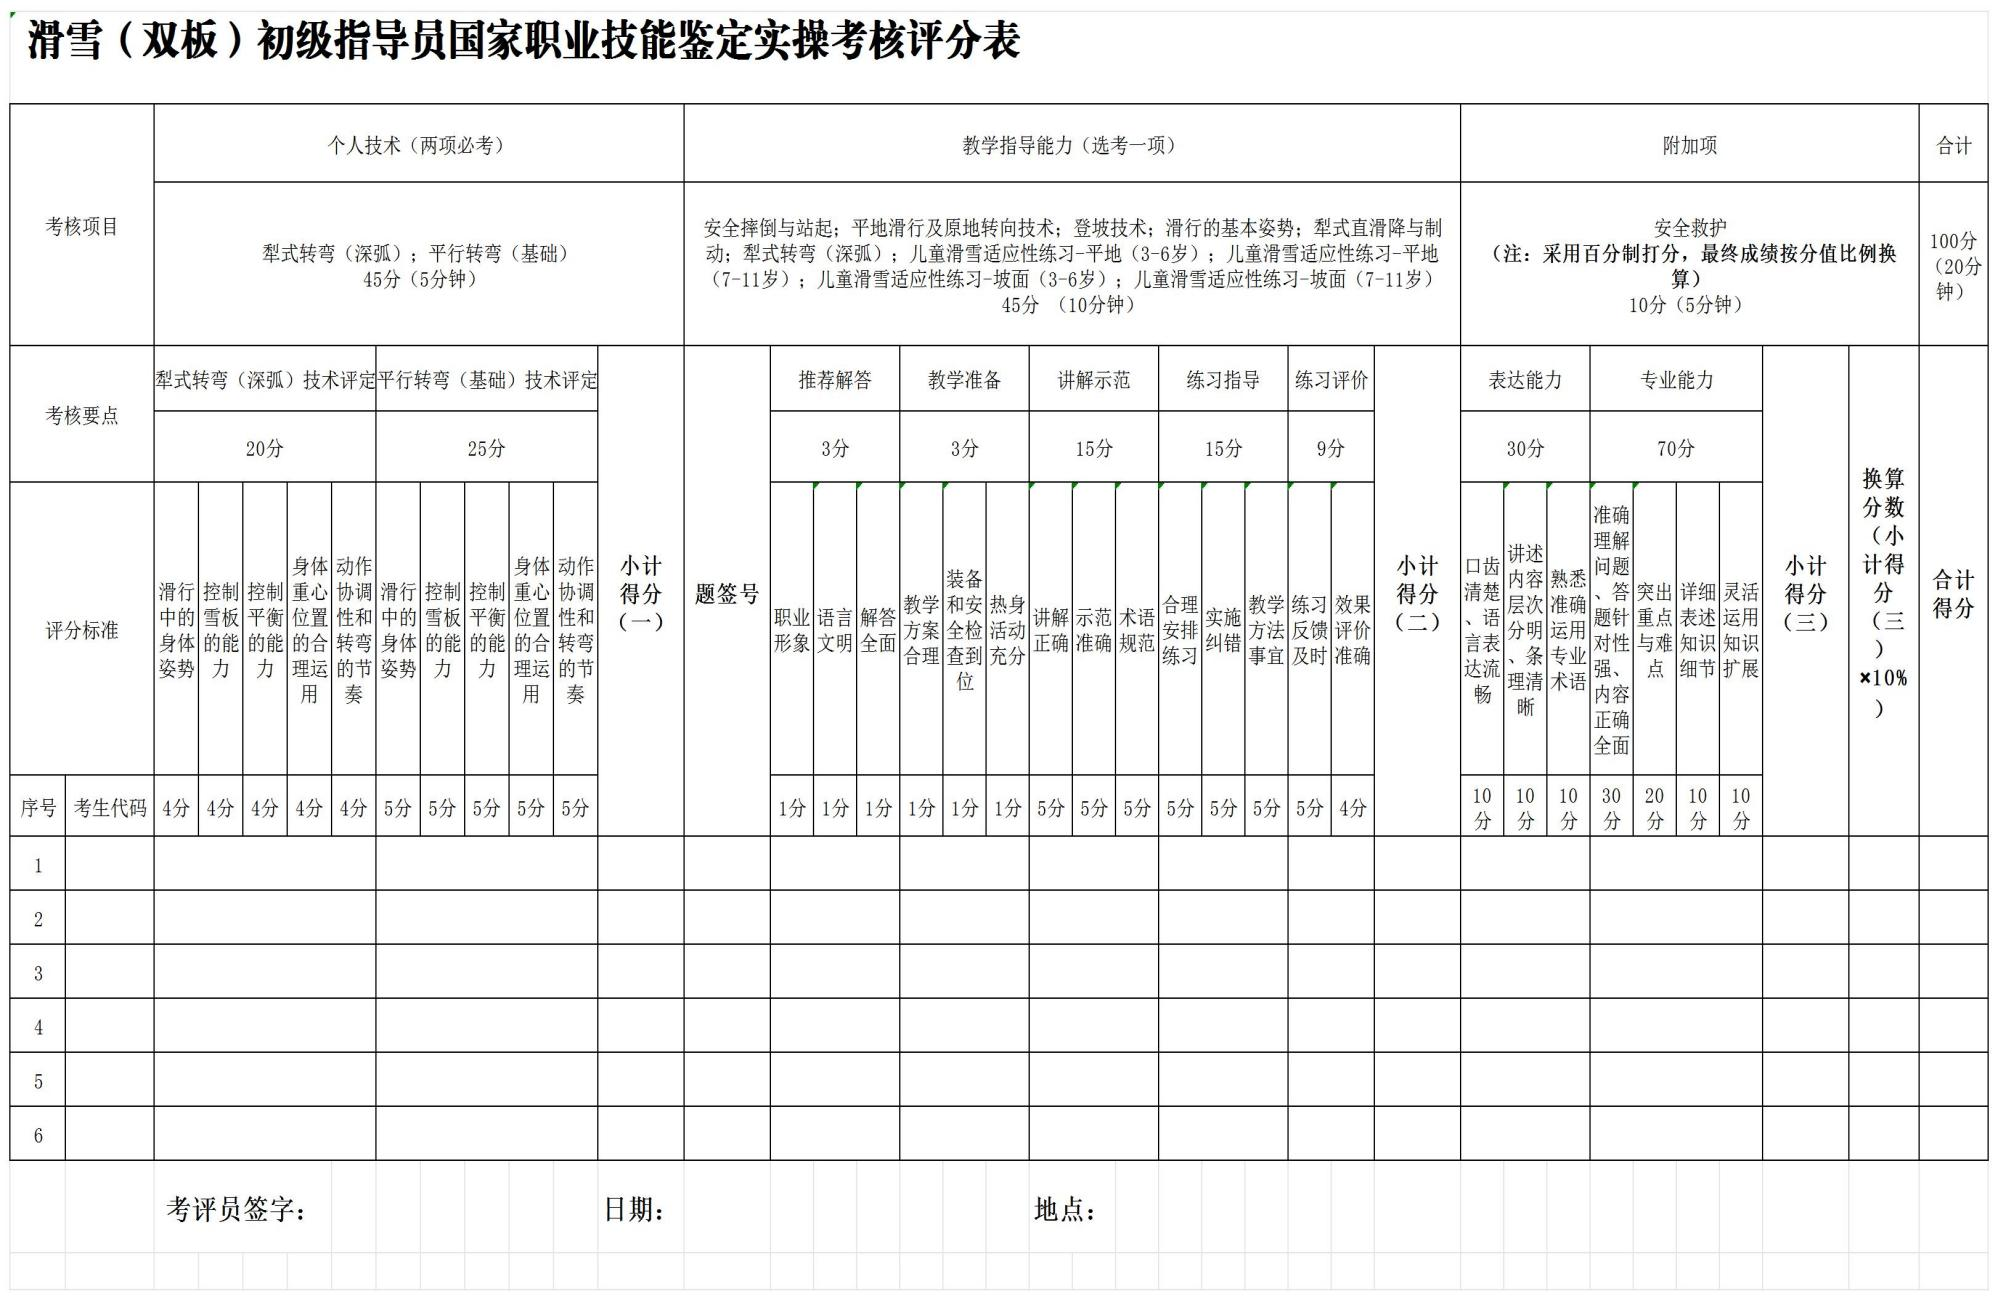 滑雪（双板）初级指导员国家职业技能鉴定实操考核评分表
考核项目
个人技术（两项必考）
教学指导能力（选考一项）
附加项
合计
犁式转弯（深弧）；平行转弯（基础）
45分（5分钟）
安全摔倒与站起；平地滑行及原地转向技术；登坡技术；滑行的基本姿势；犁式直滑降与制
动；犁式转弯（深弧）；儿童滑雪适应性练习-平地（3-6岁）；儿童滑雪适应性练习-平地
（7-11岁）；儿童滑雪适应性练习-坡面（3-6岁）；儿童滑雪适应性练习-坡面（7-11岁）
45分 （10分钟）
安全救护
（注：采用百分制打分，最终成绩按分值比例换
算）
10分（5分钟）
100分
（20分
钟）
考核要点
犁式转弯（深弧）技术评定
平行转弯（基础）技术评定
小计
得分
（一）
题签号
推荐解答
教学准备
讲解示范
练习指导
练习评价
小计
得分
（二）
表达能力
专业能力
小计
得分
（三）
换算
分数
（小
计得
分
（三
）
×10%
）
合计
得分
20分
25分
3分
3分
15分
15分
9分
30分
70分
评分标准
滑行
中的
身体
姿势
控制
雪板
的能
力
控制
平衡
的能
力
身体
重心
位置
的合
理运
用
动作
协调
性和
转弯
的节
奏
滑行
中的
身体
姿势
控制
雪板
的能
力
控制
平衡
的能
力
身体
重心
位置
的合
理运
用
动作
协调
性和
转弯
的节
奏
职业
形象
语言
文明
解答
全面
教学
方案
合理
装备
和安
全检
查到
位
热身
活动
充分
讲解
正确
示范
准确
术语
规范
合理
安排
练习
实施
纠错
教学
方法
事宜
练习
反馈
及时
效果
评价
准确
口齿
清楚
、语
言表
达流
畅
讲述
内容
层次
分明
、条
理清
晰
熟悉
准确
运用
专业
术语
准确
理解
问题
、答
题针
对性
强、
内容
正确
全面
突出
重点
与难
点
详细
表述
知识
细节
灵活
运用
知识
扩展
序号
考生代码
4分
4分
4分
4分
4分
5分
5分
5分
5分
5分
1分
1分
1分
1分
1分
1分
5分
5分
5分
5分
5分
5分
5分
4分
10
分
10
分
10
分
30
分
20
分
10
分
10
分
1
2
3
4
5
6
考评员签字：
日期：
地点：